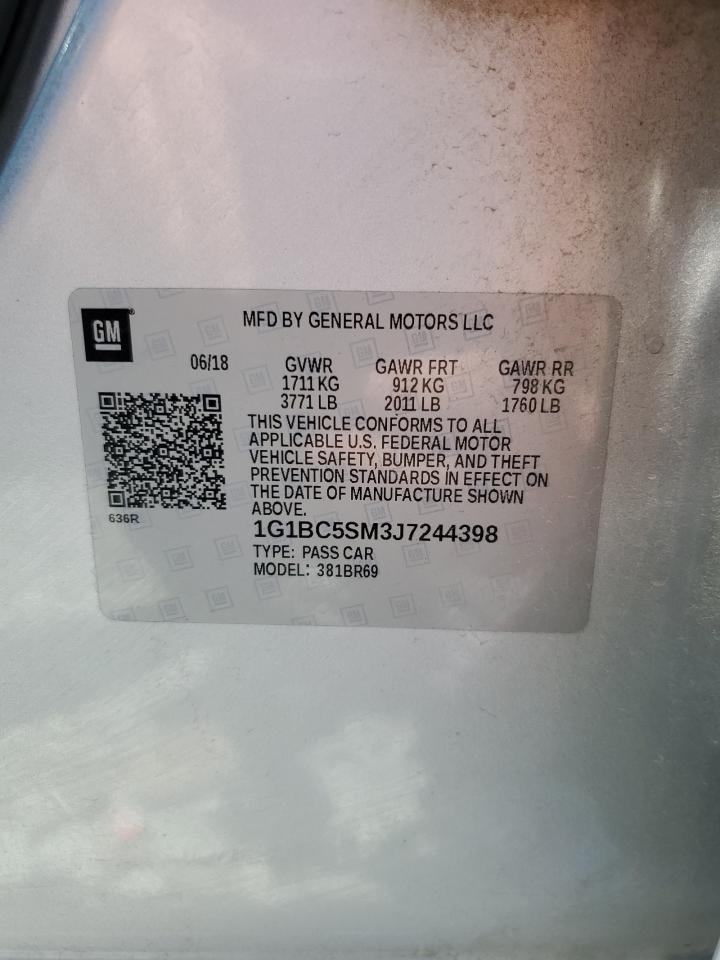 GM
MFD BY GENERAL MOTORS LLC
06/18 GVWR GAWR FRT GAWR RR
1711 KG 912 KG 798 KG
3771 LB 2011 LB 1760 LB
THIS VEHICLE CONFORMS TO ALL
APPLICABLE U.S. FEDERAL MOTOR
VEHICLE SAFETY, BUMPER, AND THEFT
PREVENTION STANDARDS IN EFFECT ON
THE DATE OF MANUFACTURE SHOWN
ABOVE.
636R
1G1BC5SM3J7244398
TYPE: PASS CAR
MODEL: 381BR69